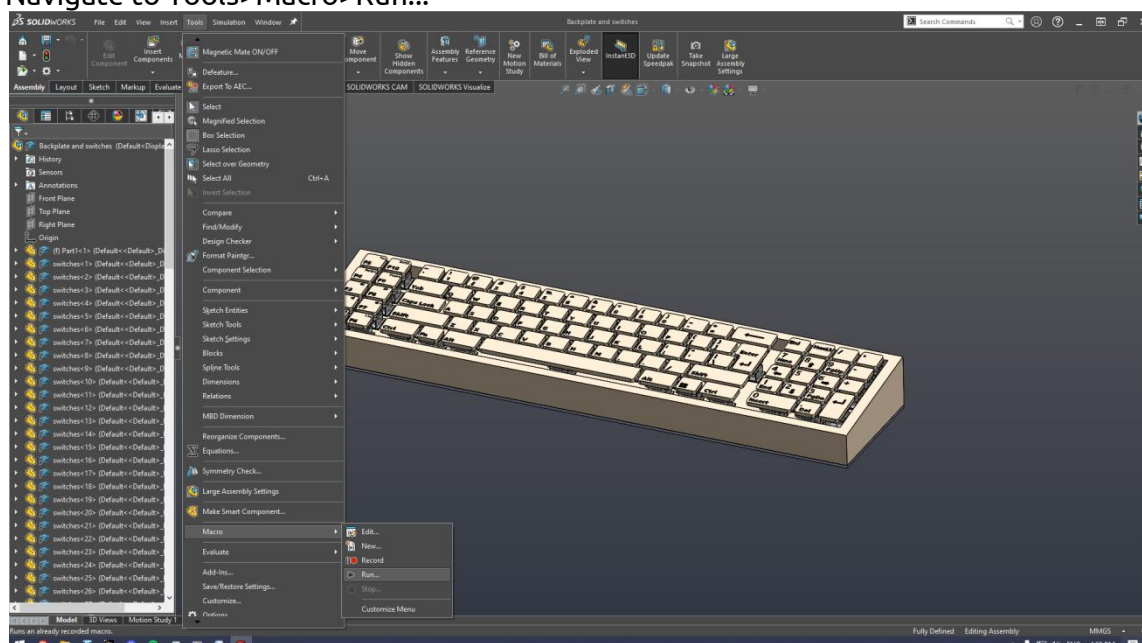 Navigate to Tools>Macro>Run...
SOLIDWORKS File Edit View Insert Tools Simulation Window
Backplate and switches
Search Commands
Edit Component
Insert Components
Move Component
Show Hidden Components
Assembly Features
Reference Geometry
New Motion Study
Bill of Materials
Exploded View
Instant3D
Update Speedpak
Take Snapshot
Large Assembly Settings
Assembly Layout Sketch Markup Evaluate
SOLIDWORKS CAM SOLIDWORKS Visualize
Backplate and switches (Default<Displa
History
Sensors
Annotations
Front Plane
Top Plane
Right Plane
Origin
(f) Part1<1> (Default<<Default>_Di
switches<1> (Default<<Default>_D
switches<2> (Default<<Default>_D
switches<3> (Default<<Default>_D
switches<4> (Default<<Default>_D
switches<5> (Default<<Default>_D
switches<6> (Default<<Default>_D
switches<7> (Default<<Default>_D
switches<8> (Default<<Default>_D
switches<9> (Default<<Default>_D
switches<10> (Default<<Default>_
switches<11> (Default<<Default>_
switches<12> (Default<<Default>_
switches<13> (Default<<Default>_
switches<14> (Default<<Default>_
switches<15> (Default<<Default>_
switches<16> (Default<<Default>_
switches<17> (Default<<Default>_
switches<18> (Default<<Default>_
switches<19> (Default<<Default>_
switches<20> (Default<<Default>_
switches<21> (Default<<Default>_
switches<22> (Default<<Default>_
switches<23> (Default<<Default>_
switches<24> (Default<<Default>_
switches<25> (Default<<Default>_
switches<26> (Default<<Default>_
Magnetic Mate ON/OFF
Defeature...
Export To AEC...
Select
Magnified Selection
Box Selection
Lasso Selection
Select over Geometry
Select All Ctrl+A
Invert Selection
Compare
Find/Modify
Design Checker
Format Painter...
Component Selection
Component
Sketch Entities
Sketch Tools
Sketch Settings
Blocks
Spline Tools
Dimensions
Relations
MBD Dimension
Reorganize Components...
Equations...
Symmetry Check...
Large Assembly Settings
Make Smart Component...
Macro
Evaluate
Add-Ins...
Save/Restore Settings...
Customize...
Options
Edit...
New...
Record
Run...
Stop...
Customize Menu
Tab
Caps Lock
Shift
Ctrl
Alt
Enter
Shift
Alt
Ctrl
Insert
Del
Model 3D Views Motion Study 1
Runs an already recorded macro.
Fully Defined Editing Assembly MMGS